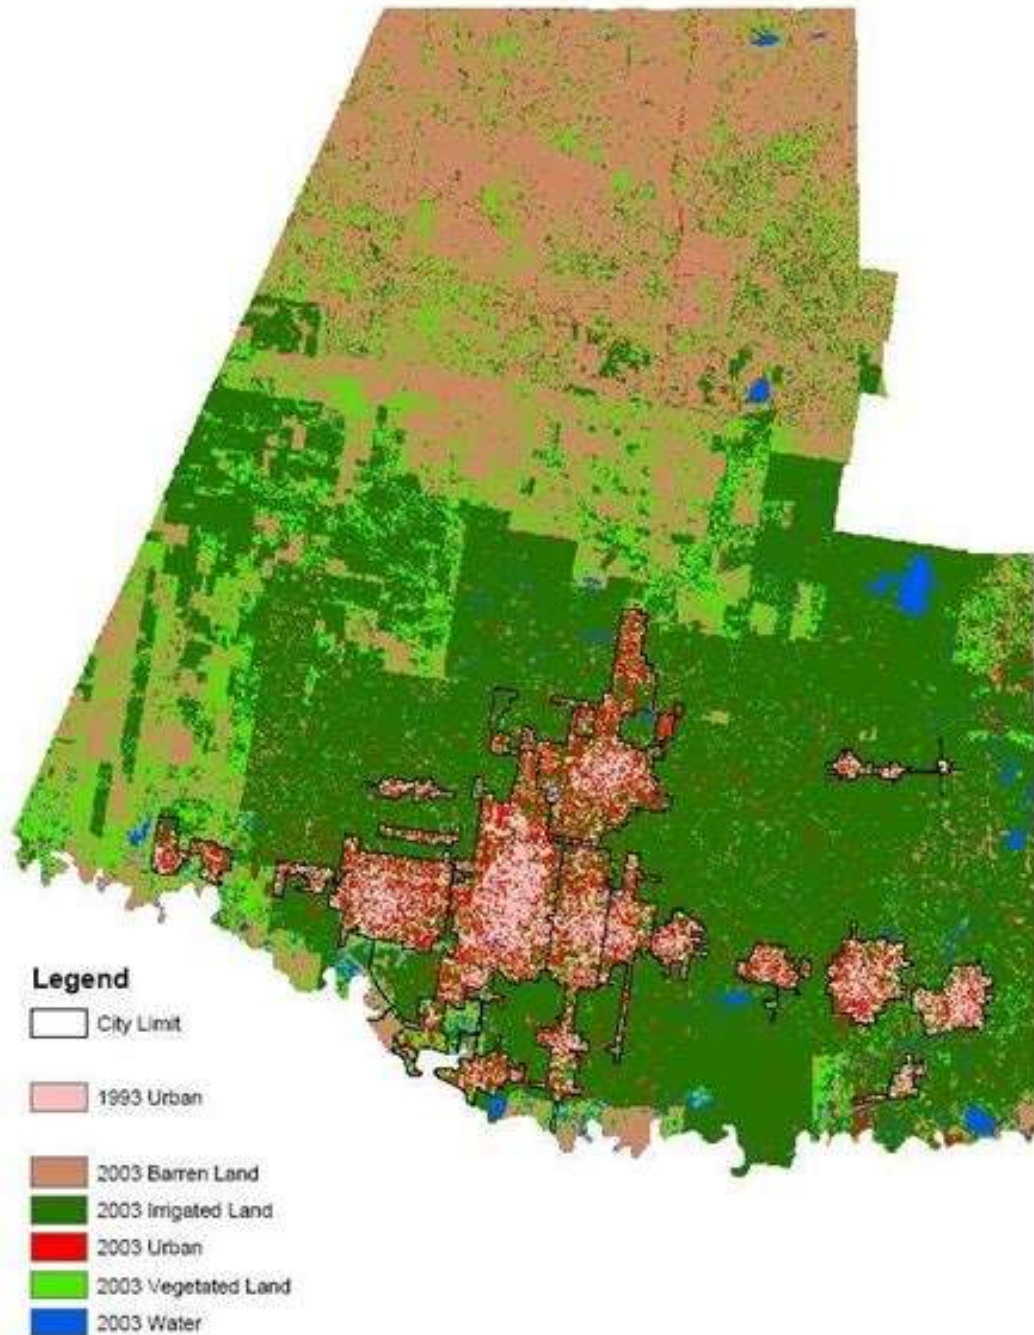 Legend
City Limit
1993 Urban
2003 Barren Land
2003 Irrigated Land
2003 Urban
2003 Vegetated Land
2003 Water